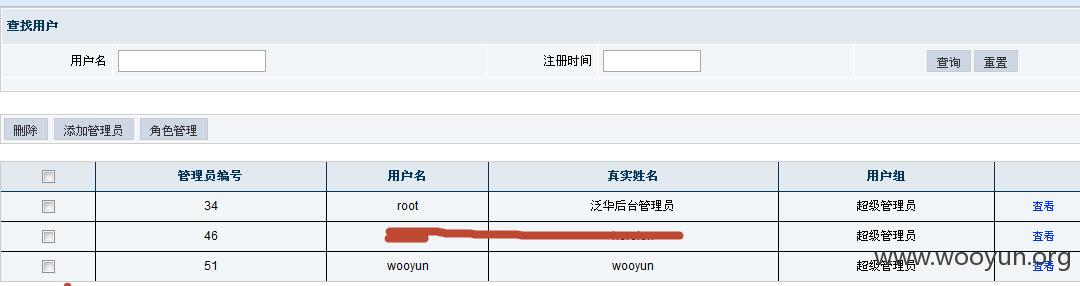 查找用户
用户名 注册时间 查询 重置
删除 添加管理员 角色管理
管理员编号 用户名 真实姓名 用户组
34 root 泛华后台管理员 超级管理员 查看
46 超级管理员 查看
51 wooyun wooyun 超级管理员 查看
www.wooyun.org